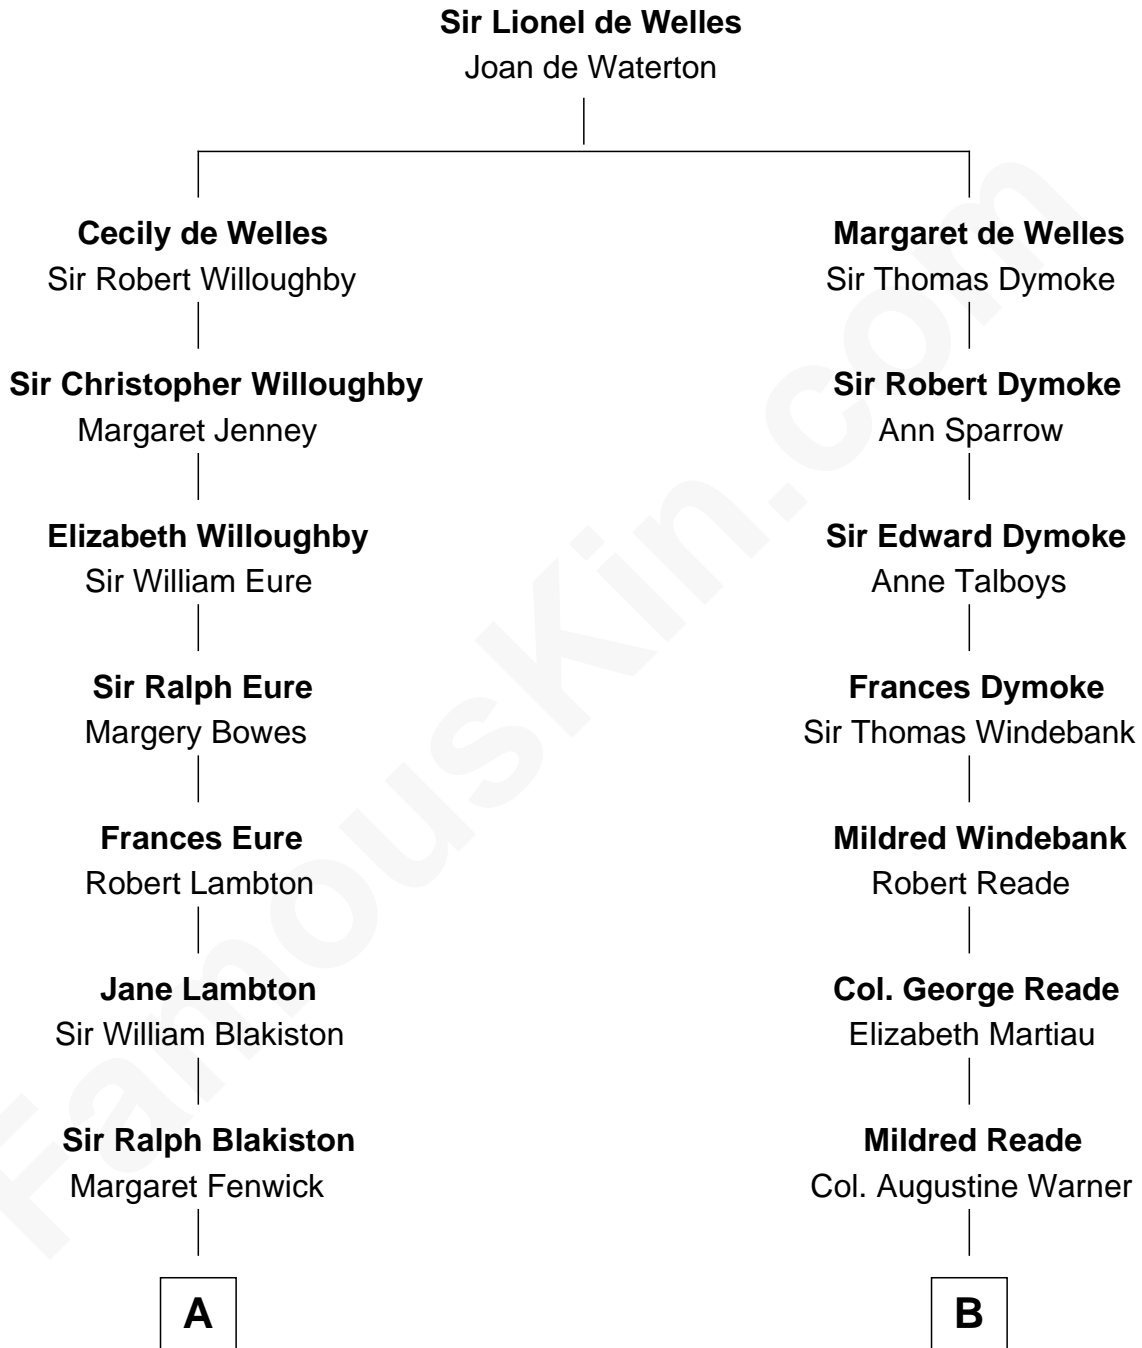 Sir Lionel de Welles
Joan de Waterton
Cecily de Welles
Sir Robert Willoughby
Sir Christopher Willoughby
Margaret Jenney
Elizabeth Willoughby
Sir William Eure
Sir Ralph Eure
Margery Bowes
Frances Eure
Robert Lambton
Jane Lambton
Sir William Blakiston
Sir Ralph Blakiston
Margaret Fenwick
A
Margaret de Welles
Sir Thomas Dymoke
Sir Robert Dymoke
Ann Sparrow
Sir Edward Dymoke
Anne Talboys
Frances Dymoke
Sir Thomas Windebank
Mildred Windebank
Robert Reade
Col. George Reade
Elizabeth Martiau
Mildred Reade
Col. Augustine Warner
B
FamousKin.com